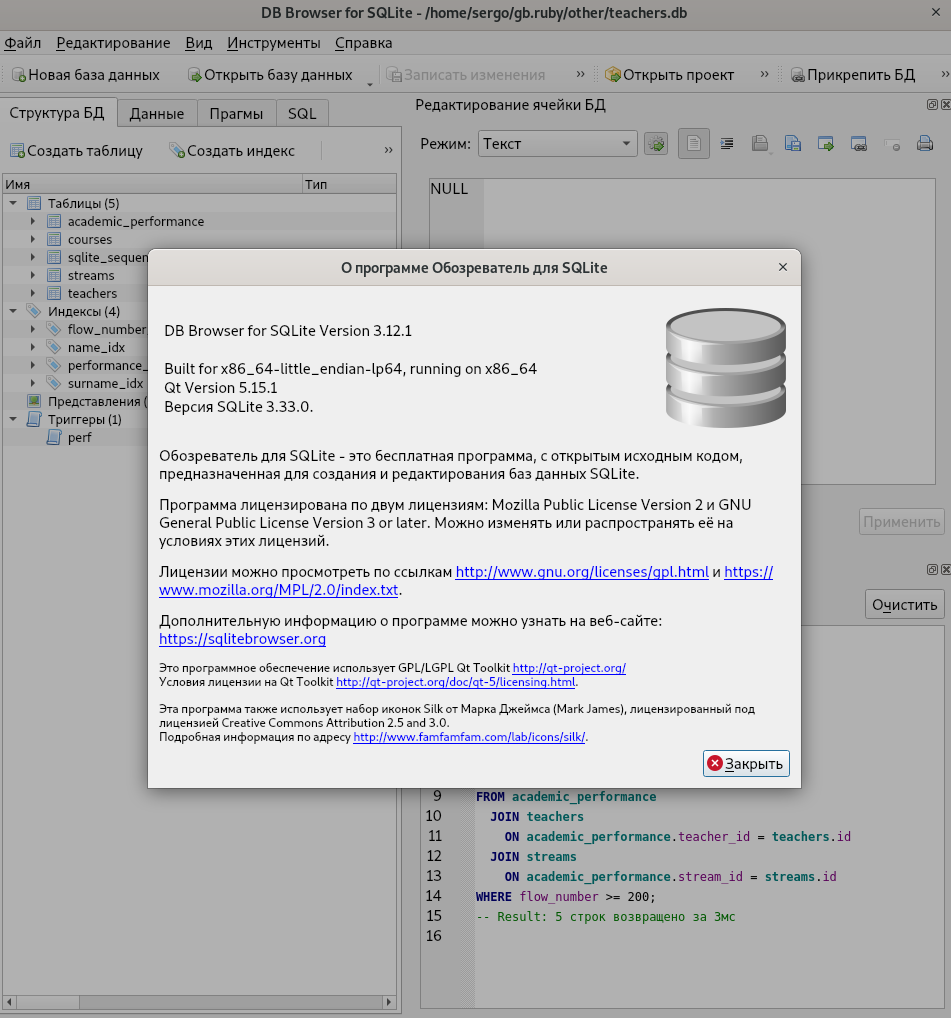 DB Browser for SQLite - /home/sergo/gb.ruby/other/teachers.db
Файл Редактирование Вид Инструменты Справка
Новая база данных Открыть базу данных Записать изменения » Открыть проект » Прикрепить БД »
Структура БД Данные Прагмы SQL
Создать таблицу Создать индекс »
Имя Тип
Таблицы (5)
academic_performance
courses
sqlite_sequen
streams
teachers
Индексы (4)
flow_number
name_idx
performance_
surname_idx
Представления (
Триггеры (1)
perf
Редактирование ячейки БД
Режим: Текст
NULL
Применить
Очистить
О программе Обозреватель для SQLite
DB Browser for SQLite Version 3.12.1
Built for x86_64-little_endian-lp64, running on x86_64
Qt Version 5.15.1
Версия SQLite 3.33.0.
Обозреватель для SQLite - это бесплатная программа, с открытым исходным кодом,
предназначенная для создания и редактирования баз данных SQLite.
Программа лицензирована по двум лицензиям: Mozilla Public License Version 2 и GNU
General Public License Version 3 or later. Можно изменять или распространять её на
условиях этих лицензий.
Лицензии можно просмотреть по ссылкам http://www.gnu.org/licenses/gpl.html и https://
www.mozilla.org/MPL/2.0/index.txt.
Дополнительную информацию о программе можно узнать на веб-сайте:
https://sqlitebrowser.org
Это программное обеспечение использует GPL/LGPL Qt Toolkit http://qt-project.org/
Условия лицензии на Qt Toolkit http://qt-project.org/doc/qt-5/licensing.html.
Эта программа также использует набор иконок Silk от Марка Джеймса (Mark James), лицензированный под
лицензией Creative Commons Attribution 2.5 and 3.0.
Подробная информация по адресу http://www.famfamfam.com/lab/icons/silk/.
Закрыть
9 FROM academic_performance
10 JOIN teachers
11 ON academic_performance.teacher_id = teachers.id
12 JOIN streams
13 ON academic_performance.stream_id = streams.id
14 WHERE flow_number >= 200;
15 -- Result: 5 строк возвращено за 3мс
16